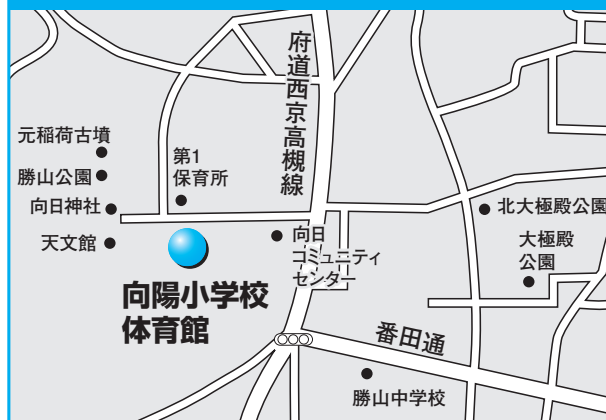 府道西京高槻線
元稲荷古墳
勝山公園
向日神社
天文館
第1
保育所
向日
コミュニティ
センター
北大極殿公園
大極殿
公園
向陽小学校
体育館
番田通
勝山中学校